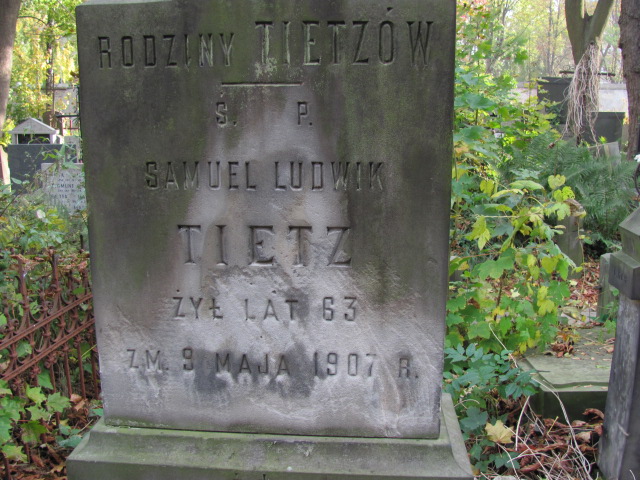 RODZINY TIETZÓW
Ś. P.
SAMUEL LUDWIK
TIETZ
ŻYŁ LAT 63
ZM. 9 MAJA 1907 R.